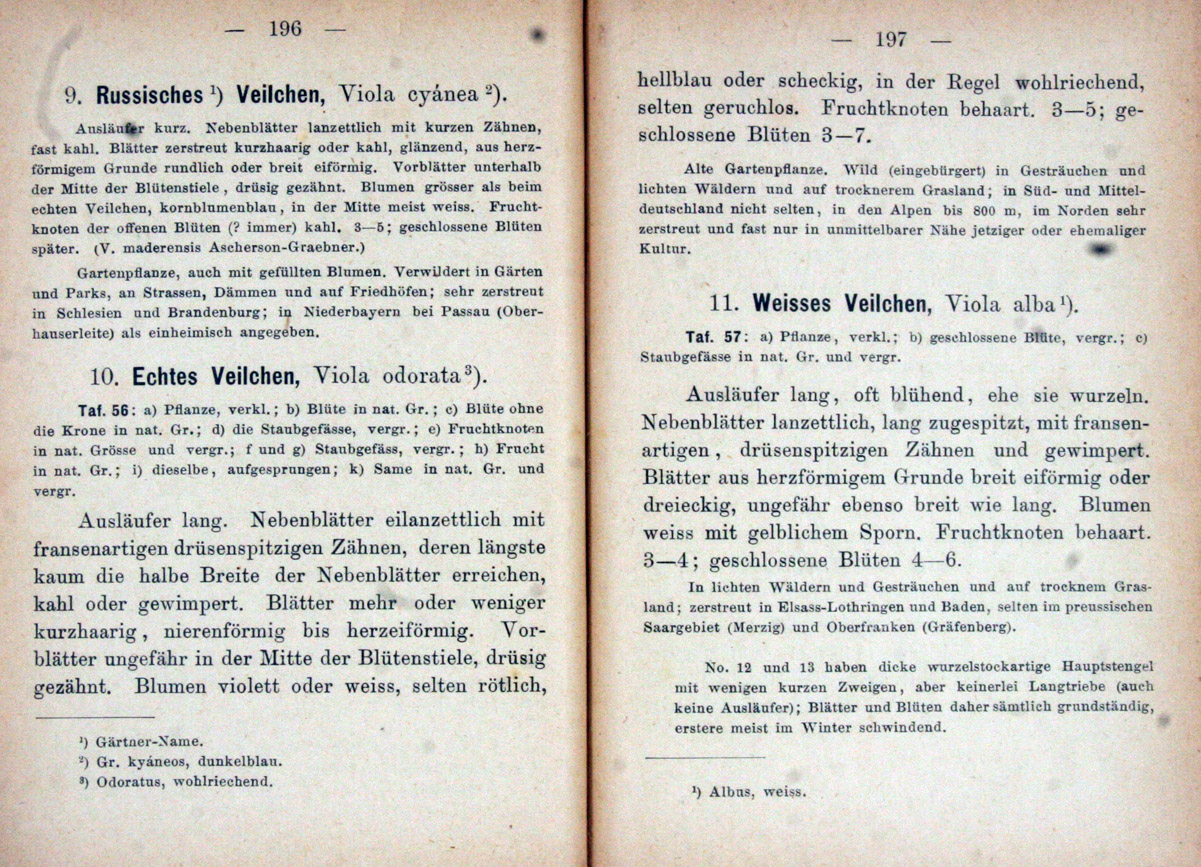 — 196 —
9. Russisches ¹) Veilchen, Viola cyánea ²).
Ausläufer kurz. Nebenblätter lanzettlich mit kurzen Zähnen,
fast kahl. Blätter zerstreut kurzhaarig oder kahl, glänzend, aus herz-
förmigem Grunde rundlich oder breit eiförmig. Vorblätter unterhalb
der Mitte der Blütenstiele, drüsig gezähnt. Blumen grösser als beim
echten Veilchen, kornblumenblau, in der Mitte meist weiss. Frucht-
knoten der offenen Blüten (? immer) kahl. 3—5; geschlossene Blüten
später. (V. maderensis Ascherson-Graebner.)
Gartenpflanze, auch mit gefüllten Blumen. Verwildert in Gärten
und Parks, an Strassen, Dämmen und auf Friedhöfen; sehr zerstreut
in Schlesien und Brandenburg; in Niederbayern bei Passau (Ober-
hauserleite) als einheimisch angegeben.
10. Echtes Veilchen, Viola odorata ³).
Taf. 56: a) Pflanze, verkl.; b) Blüte in nat. Gr.; c) Blüte ohne
die Krone in nat. Gr.; d) die Staubgefässe, vergr.; e) Fruchtknoten
in nat. Grösse und vergr.; f und g) Staubgefäss, vergr.; h) Frucht
in nat. Gr.; i) dieselbe, aufgesprungen; k) Same in nat. Gr. und
vergr.
Ausläufer lang. Nebenblätter eilanzettlich mit
fransenartigen drüsenspitzigen Zähnen, deren längste
kaum die halbe Breite der Nebenblätter erreichen,
kahl oder gewimpert. Blätter mehr oder weniger
kurzhaarig, nierenförmig bis herzeiförmig. Vor-
blätter ungefähr in der Mitte der Blütenstiele, drüsig
gezähnt. Blumen violett oder weiss, selten rötlich,
¹) Gärtner-Name.
²) Gr. kyáneos, dunkelblau.
³) Odoratus, wohlriechend.
— 197 —
hellblau oder scheckig, in der Regel wohlriechend,
selten geruchlos. Fruchtknoten behaart. 3—5; ge-
schlossene Blüten 3—7.
Alte Gartenpflanze. Wild (eingebürgert) in Gesträuchen und
lichten Wäldern und auf trocknerem Grasland; in Süd- und Mittel-
deutschland nicht selten, in den Alpen bis 800 m, im Norden sehr
zerstreut und fast nur in unmittelbarer Nähe jetziger oder ehemaliger
Kultur.
11. Weisses Veilchen, Viola alba ¹).
Taf. 57: a) Pflanze, verkl.; b) geschlossene Blüte, vergr.; c)
Staubgefässe in nat. Gr. und vergr.
Ausläufer lang, oft blühend, ehe sie wurzeln.
Nebenblätter lanzettlich, lang zugespitzt, mit fransen-
artigen, drüsenspitzigen Zähnen und gewimpert.
Blätter aus herzförmigem Grunde breit eiförmig oder
dreieckig, ungefähr ebenso breit wie lang. Blumen
weiss mit gelblichem Sporn. Fruchtknoten behaart.
3—4; geschlossene Blüten 4—6.
In lichten Wäldern und Gesträuchen und auf trocknem Gras-
land; zerstreut in Elsass-Lothringen und Baden, selten im preussischen
Saargebiet (Merzig) und Oberfranken (Gräfenberg).
No. 12 und 13 haben dicke wurzelstockartige Hauptstengel
mit wenigen kurzen Zweigen, aber keinerlei Langtriebe (auch
keine Ausläufer); Blätter und Blüten daher sämtlich grundständig,
erstere meist im Winter schwindend.
¹) Albus, weiss.